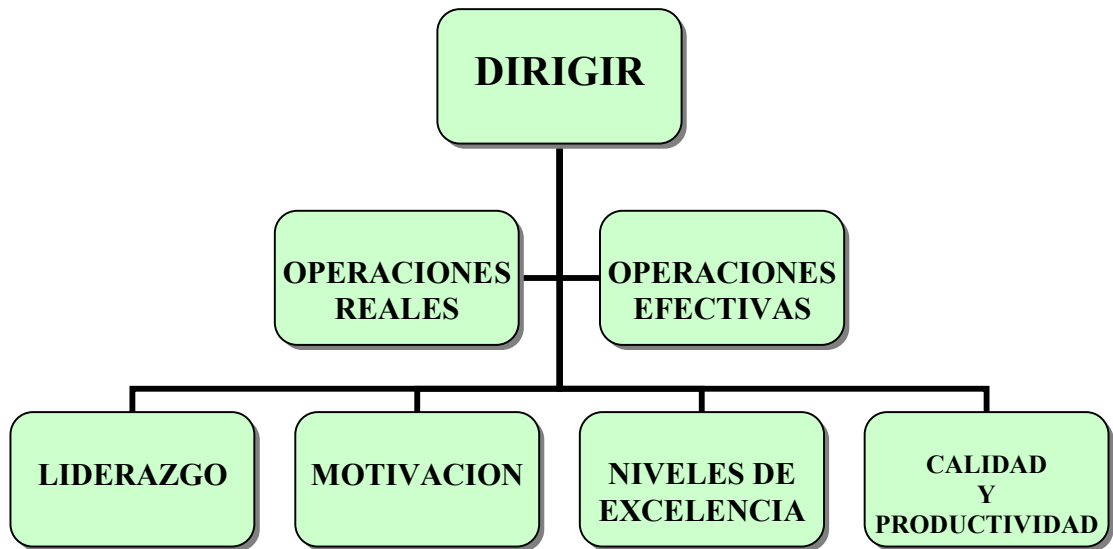 DIRIGIR
OPERACIONES
REALES
OPERACIONES
EFECTIVAS
LIDERAZGO
MOTIVACION
NIVELES DE
EXCELENCIA
CALIDAD
Y
PRODUCTIVIDAD